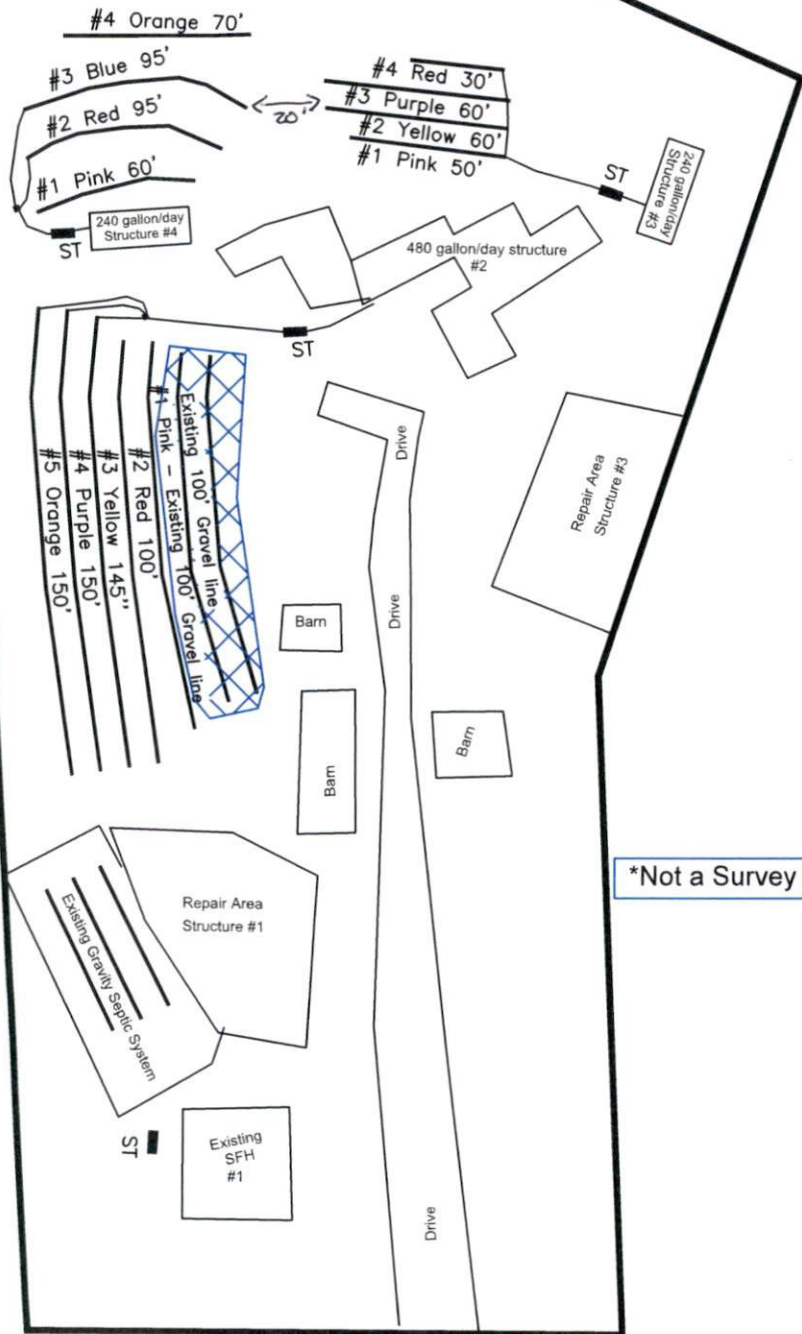 #4 Orange 70'
#3 Blue 95'
#2 Red 95'
#1 Pink 60'
240 gallon/day
Structure #4
ST
20'
#4 Red 30'
#3 Purple 60'
#2 Yellow 60'
#1 Pink 50'
ST
240 gallon/day
Structure #3
480 gallon/day structure
#2
ST
Existing 100' Gravel line
#1 Pink - Existing 100' Gravel line
#2 Red 100'
#3 Yellow 145"
#4 Purple 150'
#5 Orange 150'
Drive
Repair Area
Structure #3
Drive
Barn
Barn
Barn
*Not a Survey
Repair Area
Structure #1
Existing Gravity Septic System
ST
Existing
SFH
#1
Drive